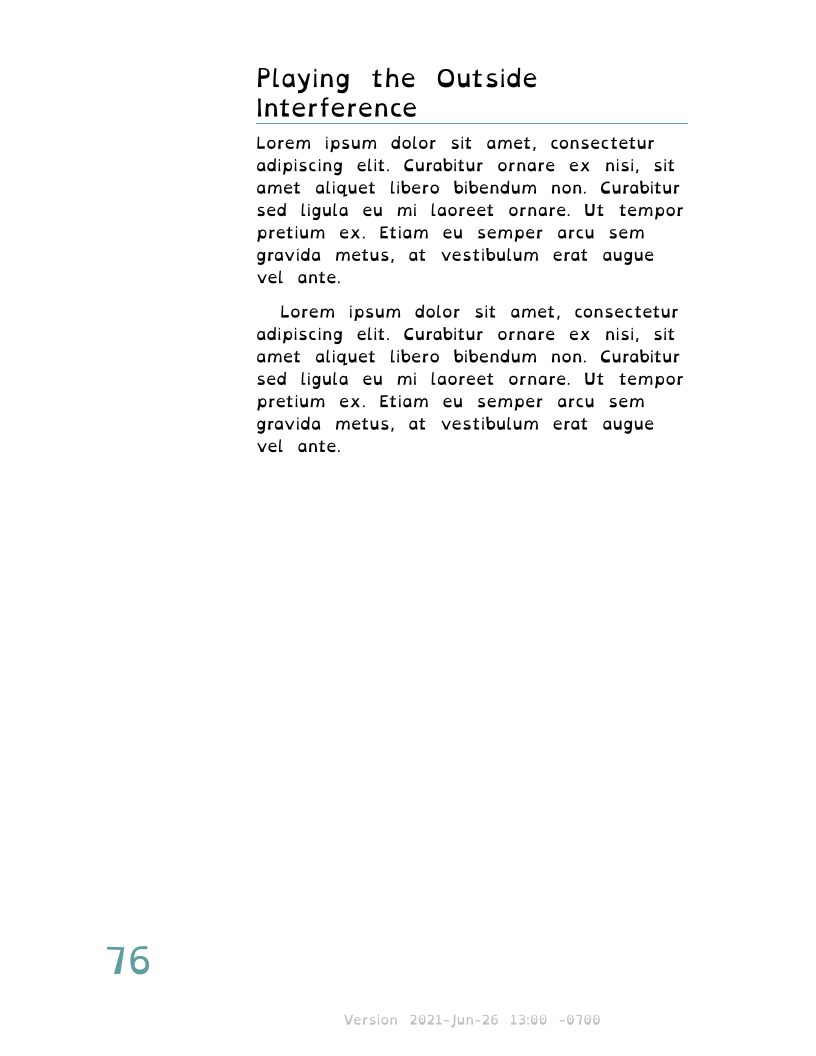 Playing the Outside
Interference
Lorem ipsum dolor sit amet, consectetur
adipiscing elit. Curabitur ornare ex nisi, sit
amet aliquet libero bibendum non. Curabitur
sed ligula eu mi laoreet ornare. Ut tempor
pretium ex. Etiam eu semper arcu sem
gravida metus, at vestibulum erat augue
vel ante.
Lorem ipsum dolor sit amet, consectetur
adipiscing elit. Curabitur ornare ex nisi, sit
amet aliquet libero bibendum non. Curabitur
sed ligula eu mi laoreet ornare. Ut tempor
pretium ex. Etiam eu semper arcu sem
gravida metus, at vestibulum erat augue
vel ante.
76
Version 2021-Jun-26 13:00 -0700